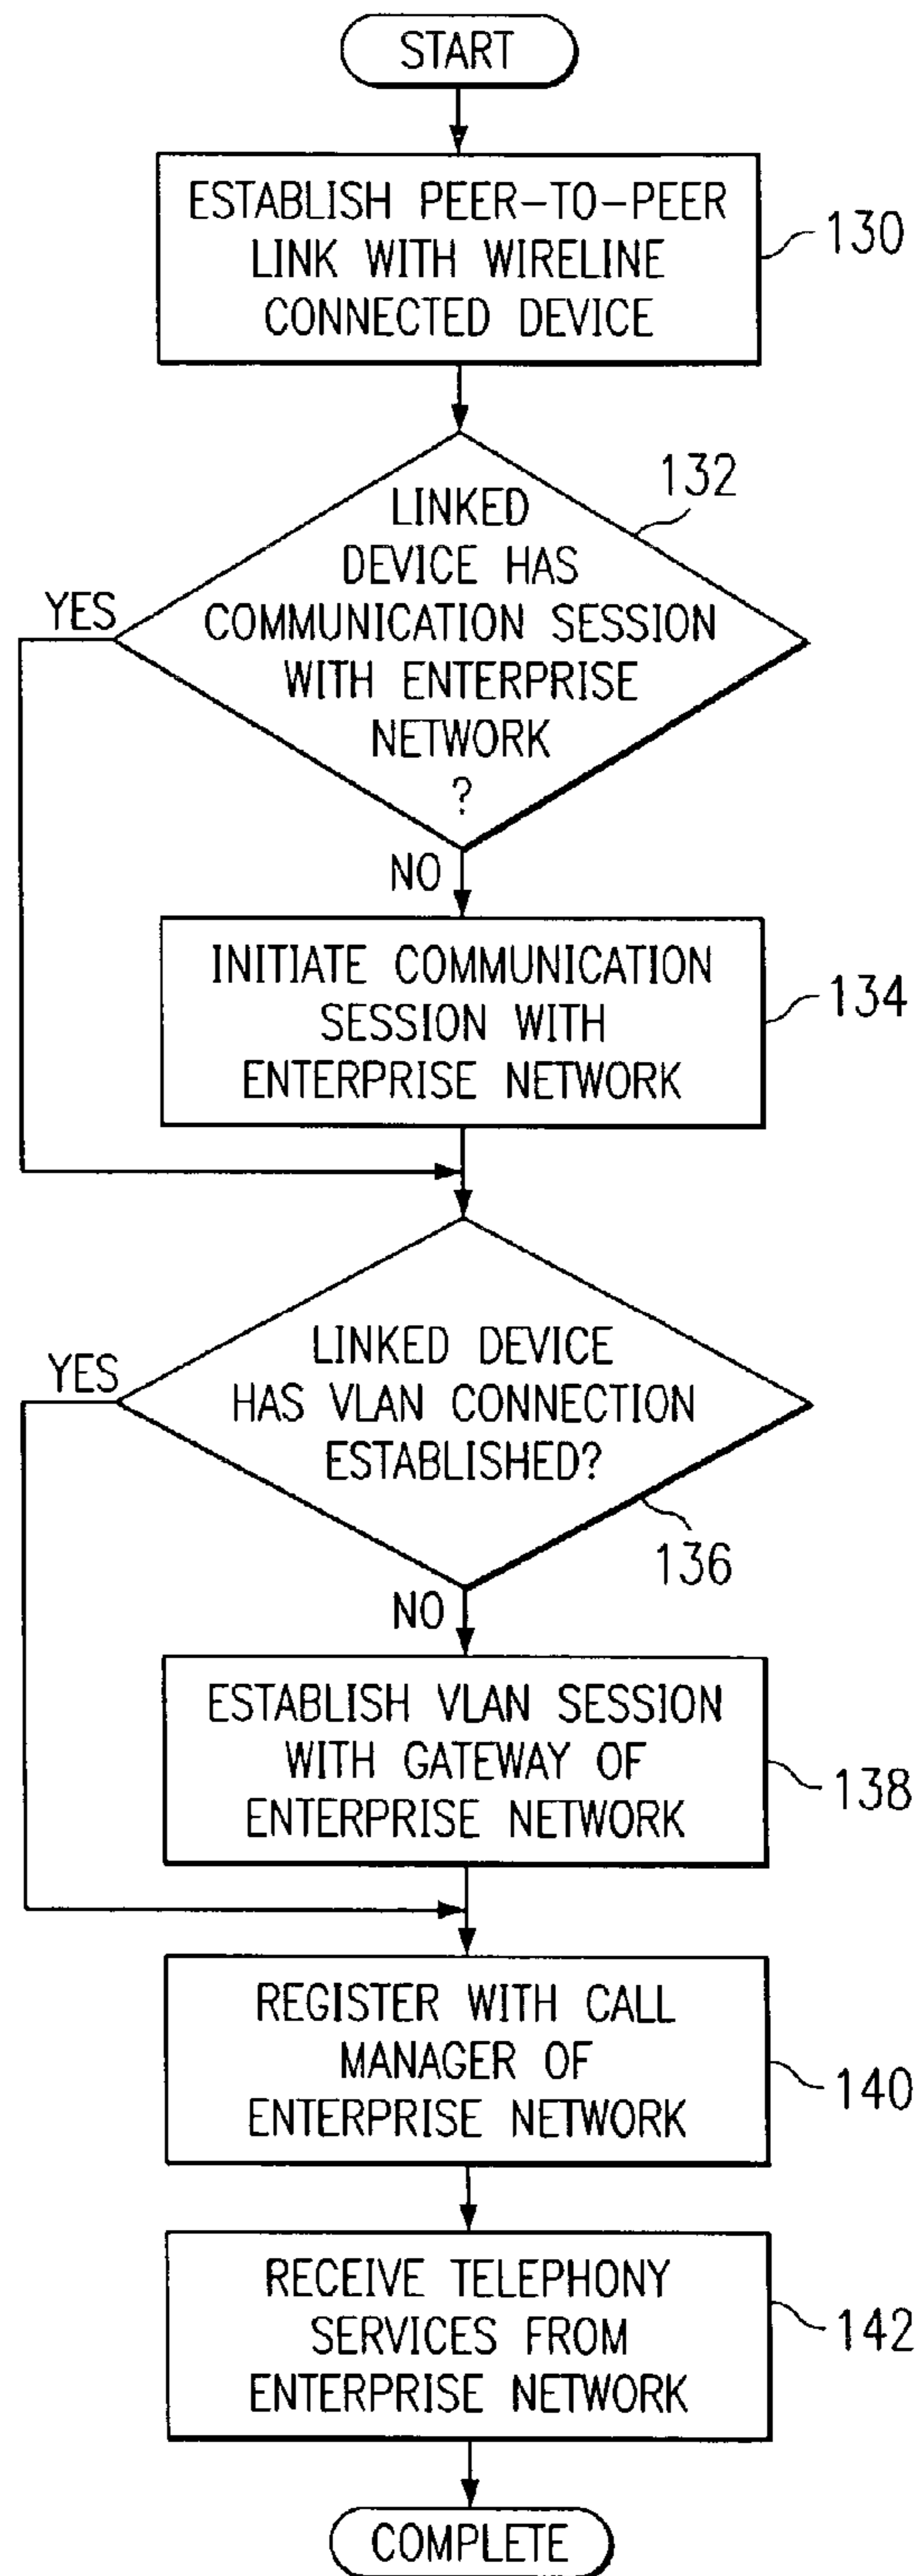 START
ESTABLISH PEER-TO-PEER
LINK WITH WIRELINE
CONNECTED DEVICE
130
132
LINKED
DEVICE HAS
COMMUNICATION SESSION
WITH ENTERPRISE
NETWORK
?
YES
NO
INITIATE COMMUNICATION
SESSION WITH
ENTERPRISE NETWORK
134
LINKED DEVICE
HAS VLAN CONNECTION
ESTABLISHED?
YES
136
NO
ESTABLISH VLAN SESSION
WITH GATEWAY OF
ENTERPRISE NETWORK
138
REGISTER WITH CALL
MANAGER OF
ENTERPRISE NETWORK
140
RECEIVE TELEPHONY
SERVICES FROM
ENTERPRISE NETWORK
142
COMPLETE